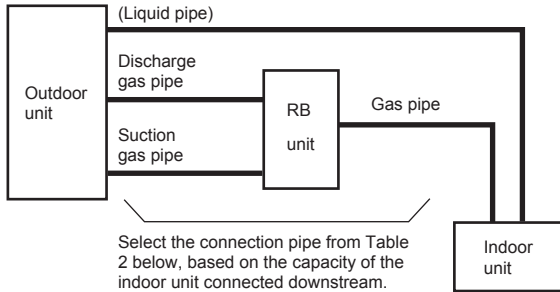 (Liquid pipe)
Discharge
gas pipe
Outdoor
unit
Suction
gas pipe
RB
unit
Gas pipe
Select the connection pipe from Table
2 below, based on the capacity of the
indoor unit connected downstream.
Indoor
unit